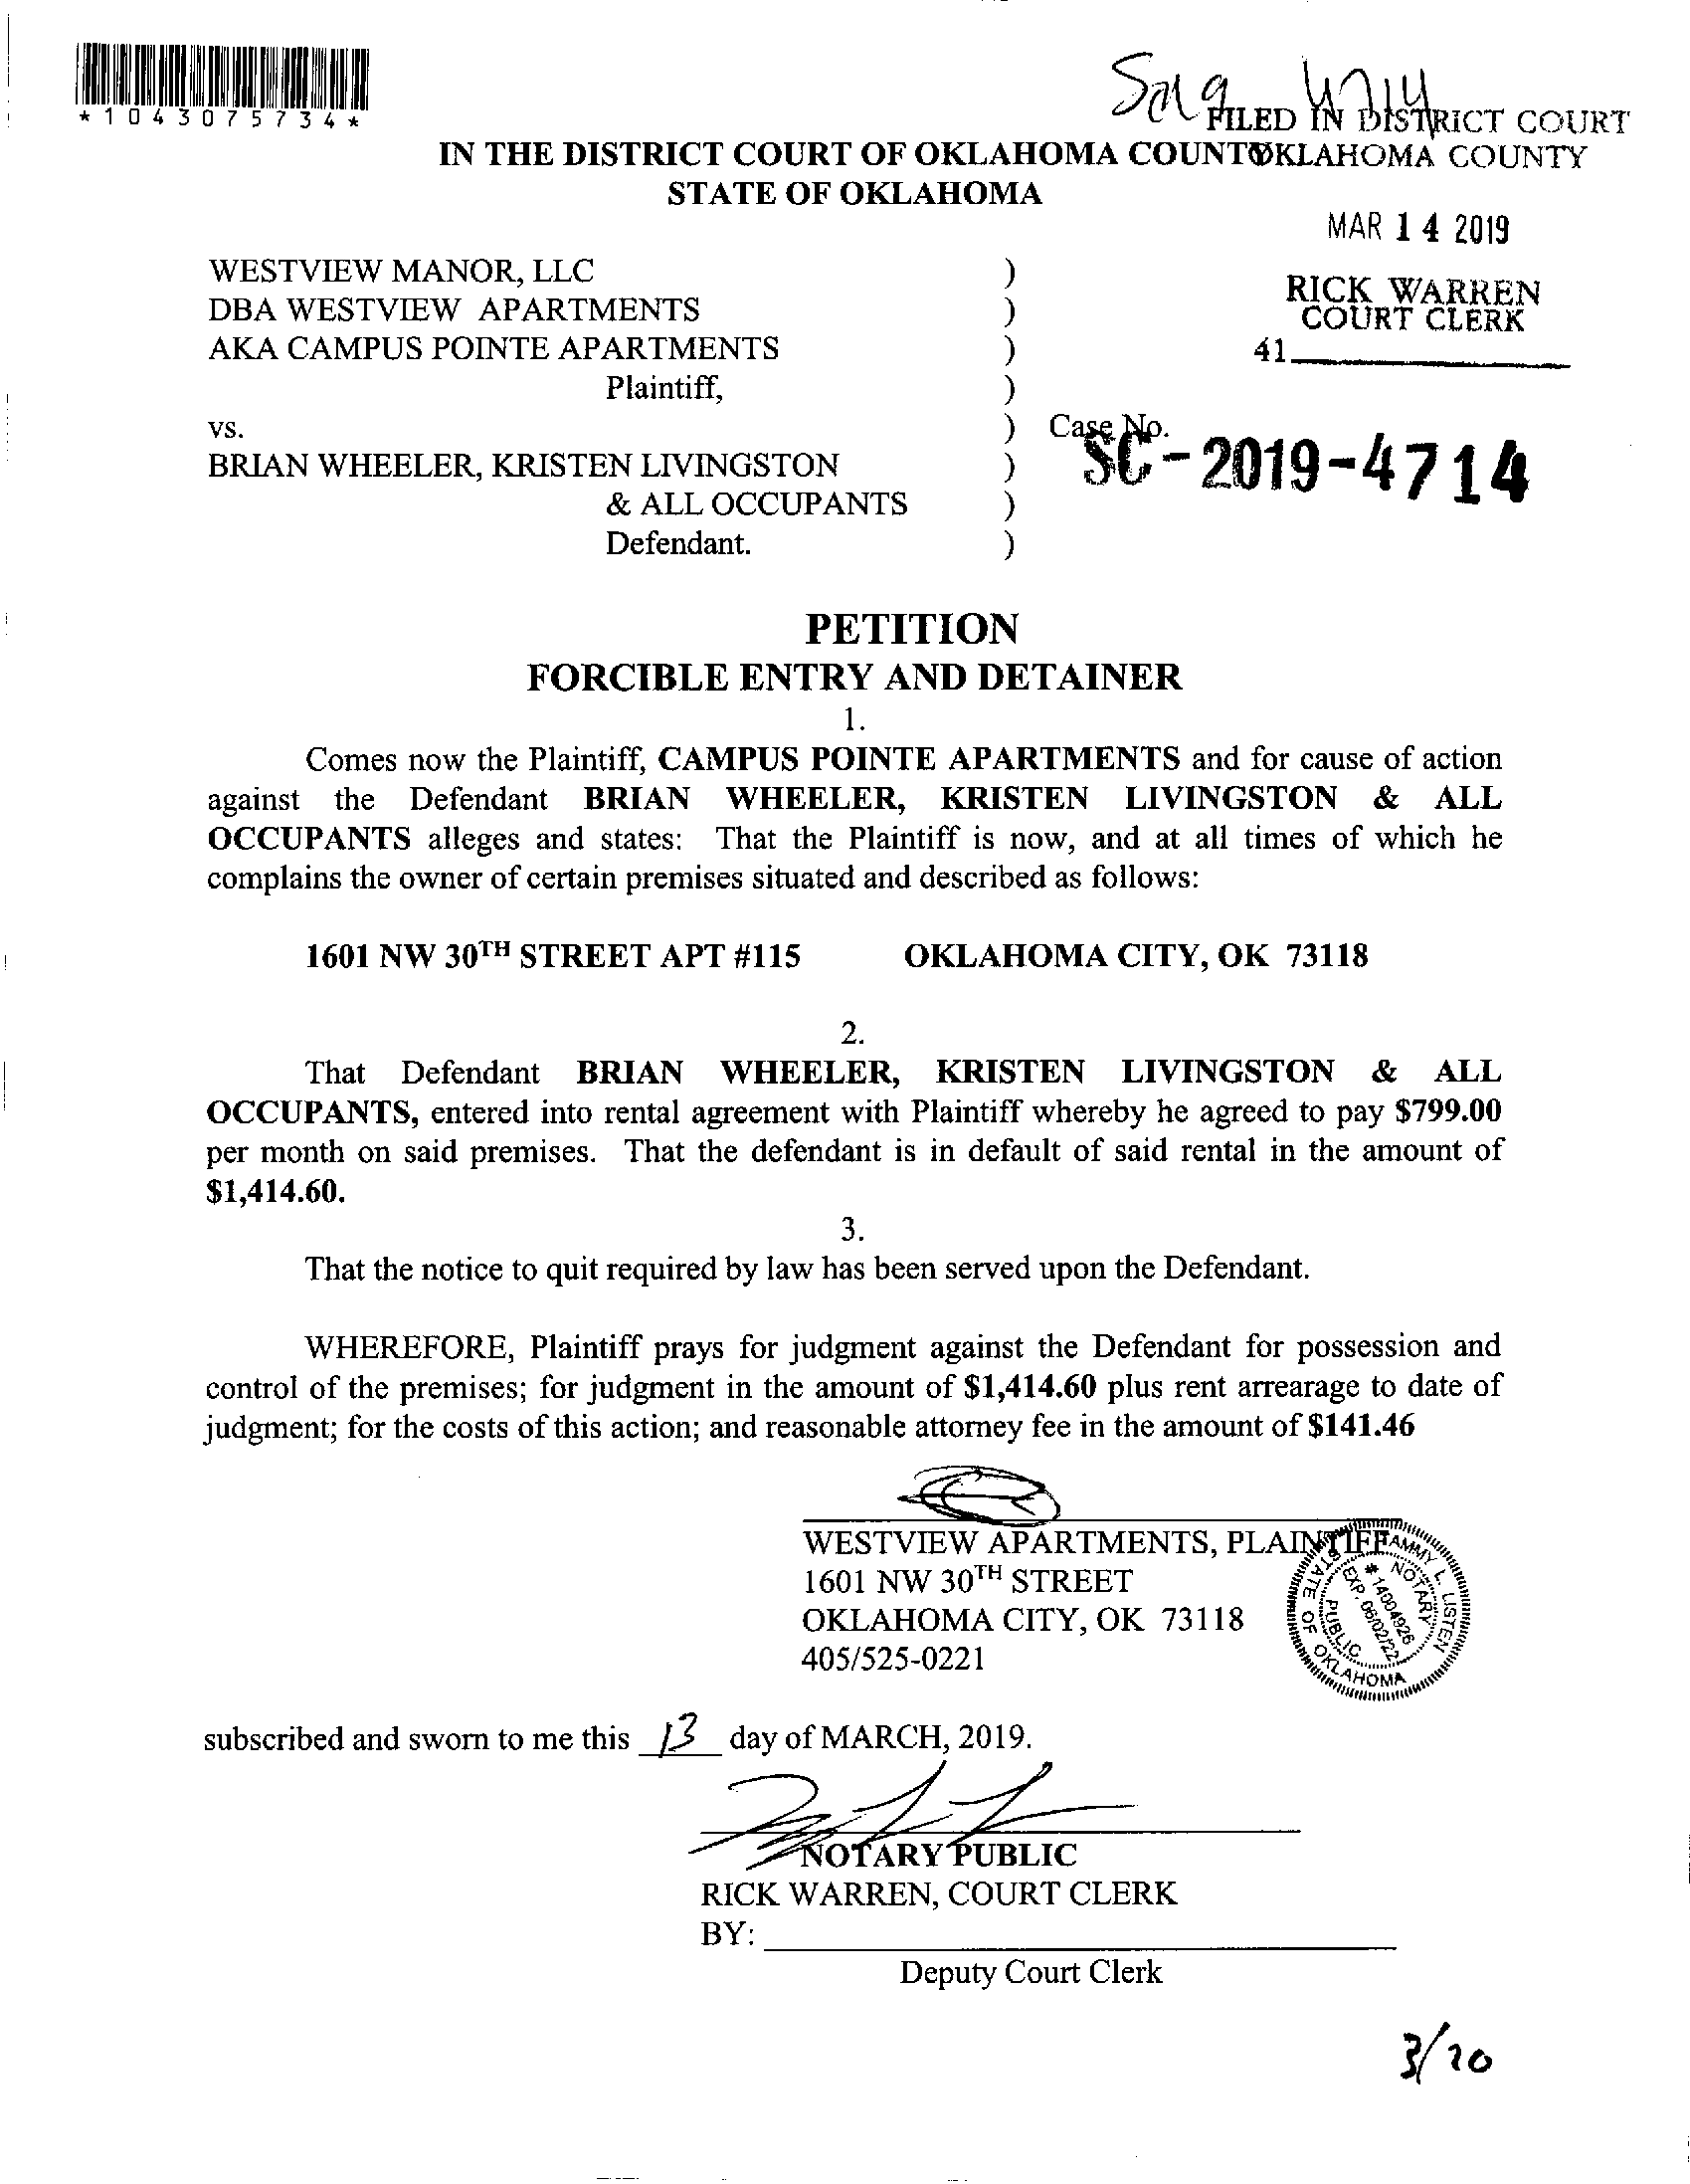 *1043075734*
FILED IN DISTRICT COURT
IN THE DISTRICT COURT OF OKLAHOMA COUNTY
OKLAHOMA COUNTY
STATE OF OKLAHOMA
MAR 14 2019
WESTVIEW MANOR, LLC )
DBA WESTVIEW APARTMENTS )
AKA CAMPUS POINTE APARTMENTS )
Plaintiff, )
RICK WARREN
COURT CLERK
41
vs. ) Case No.
SC-2019-4714
BRIAN WHEELER, KRISTEN LIVINGSTON )
& ALL OCCUPANTS )
Defendant. )
PETITION
FORCIBLE ENTRY AND DETAINER
1.
Comes now the Plaintiff, CAMPUS POINTE APARTMENTS and for cause of action
against the Defendant BRIAN WHEELER, KRISTEN LIVINGSTON & ALL
OCCUPANTS alleges and states: That the Plaintiff is now, and at all times of which he
complains the owner of certain premises situated and described as follows:
1601 NW 30TH STREET APT #115 OKLAHOMA CITY, OK 73118
2.
That Defendant BRIAN WHEELER, KRISTEN LIVINGSTON & ALL
OCCUPANTS, entered into rental agreement with Plaintiff whereby he agreed to pay $799.00
per month on said premises. That the defendant is in default of said rental in the amount of
$1,414.60.
3.
That the notice to quit required by law has been served upon the Defendant.
WHEREFORE, Plaintiff prays for judgment against the Defendant for possession and
control of the premises; for judgment in the amount of $1,414.60 plus rent arrearage to date of
judgment; for the costs of this action; and reasonable attorney fee in the amount of $141.46
WESTVIEW APARTMENTS, PLAINTIFF
1601 NW 30TH STREET
OKLAHOMA CITY, OK 73118
405/525-0221
TAMMY L. LISTEN
NOTARY
# 14004926
EXP. 06/02/22
PUBLIC
STATE OF OKLAHOMA
subscribed and sworn to me this 13 day of MARCH, 2019.
NOTARY PUBLIC
RICK WARREN, COURT CLERK
BY:
Deputy Court Clerk
3/20